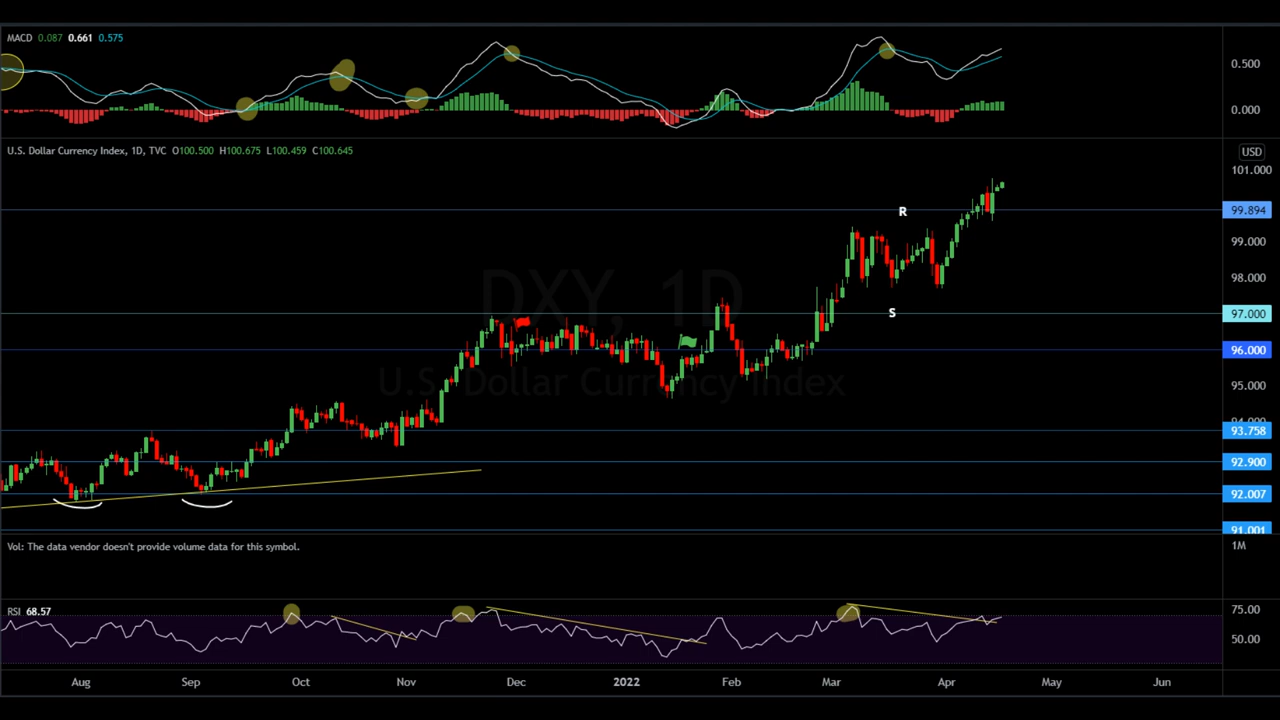 MACD 0.087 0.661 0.575
0.500
0.000
U.S. Dollar Currency Index, 1D, TVC O100.500 H100.675 L100.459 C100.645
USD
101.000
R
99.894
99.000
98.000
DXY, 1D
S
97.000
96.000
U.S. Dollar Currency Index
95.000
94.000
93.758
92.900
92.007
91.001
Vol: The data vendor doesn't provide volume data for this symbol.
1M
RSI 68.57
75.00
50.00
Aug Sep Oct Nov Dec 2022 Feb Mar Apr May Jun